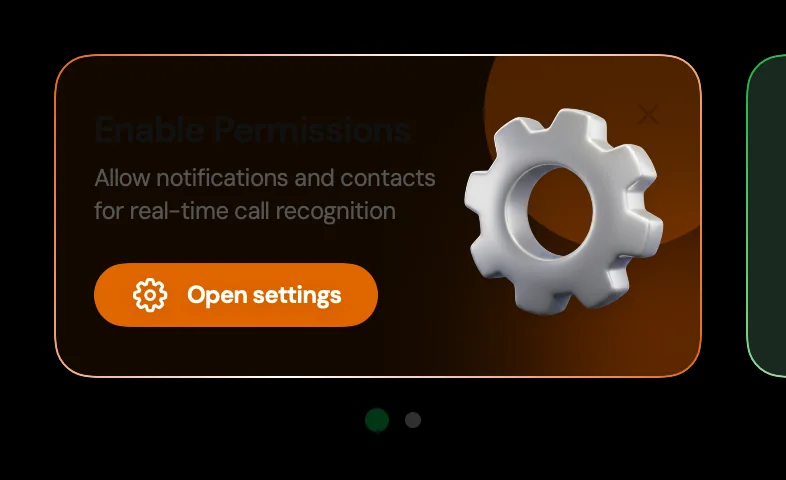 Enable Permissions
Allow notifications and contacts
for real-time call recognition
Open settings